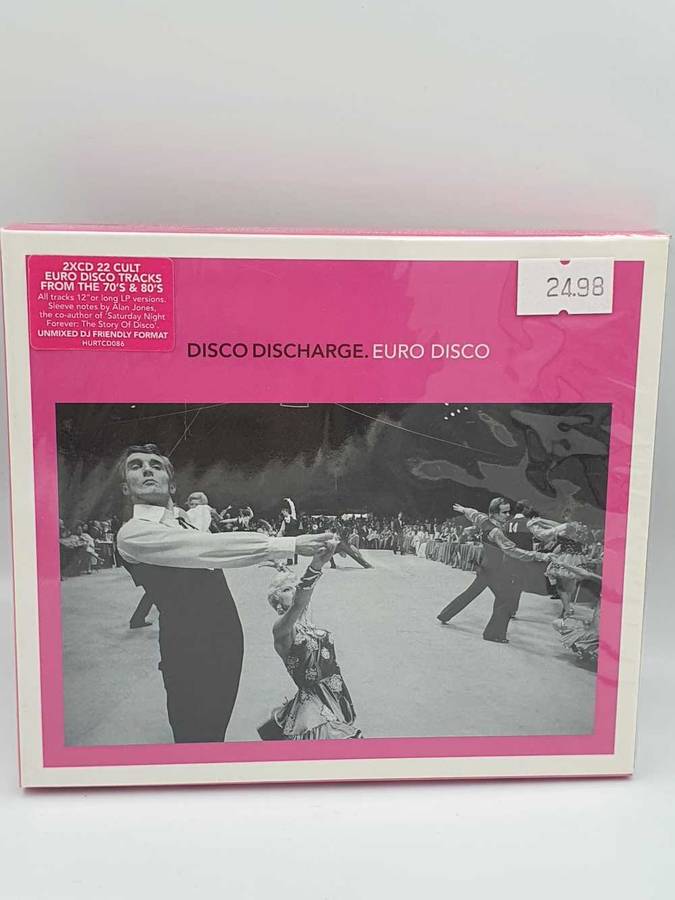 2XCD 22 CULT
EURO DISCO TRACKS
FROM THE 70'S & 80'S
All tracks 12" or long LP versions.
Sleeve notes by Alan Jones,
the co-author of 'Saturday Night
Forever: The Story Of Disco'.
UNMIXED DJ FRIENDLY FORMAT
HURTCD086
24.98
DISCO DISCHARGE. EURO DISCO